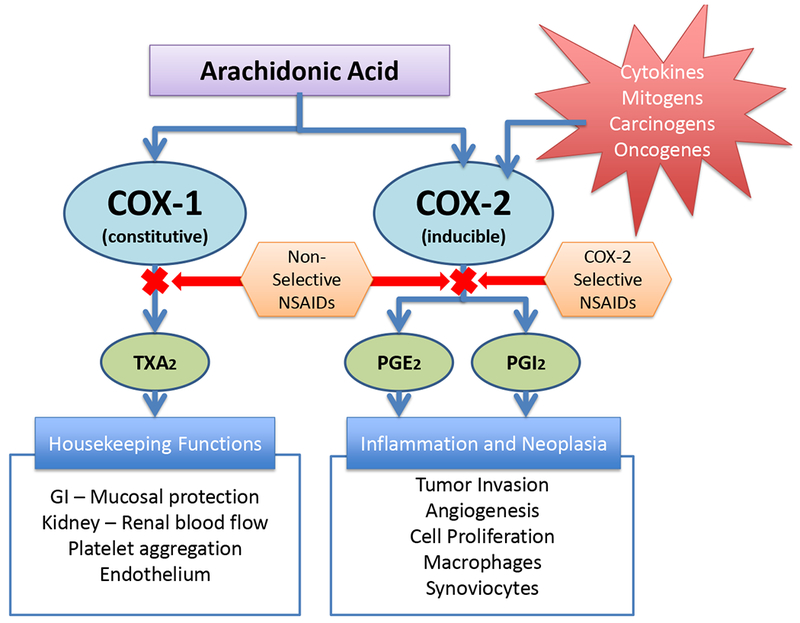 Arachidonic Acid
Cytokines
Mitogens
Carcinogens
Oncogenes
COX-1
(constitutive)
COX-2
(inducible)
Non-
Selective
NSAIDs
COX-2
Selective
NSAIDs
TXA2
PGE2
PGI2
Housekeeping Functions
GI – Mucosal protection
Kidney – Renal blood flow
Platelet aggregation
Endothelium
Inflammation and Neoplasia
Tumor Invasion
Angiogenesis
Cell Proliferation
Macrophages
Synoviocytes